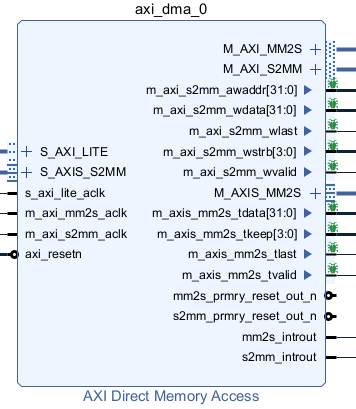 axi_dma_0
M_AXI_MM2S
M_AXI_S2MM
m_axi_s2mm_awaddr[31:0]
m_axi_s2mm_wdata[31:0]
m_axi_s2mm_wlast
S_AXI_LITE
m_axi_s2mm_wstrb[3:0]
S_AXIS_S2MM
m_axi_s2mm_wvalid
s_axi_lite_aclk
M_AXIS_MM2S
m_axi_mm2s_aclk
m_axis_mm2s_tdata[31:0]
m_axi_s2mm_aclk
m_axis_mm2s_tkeep[3:0]
axi_resetn
m_axis_mm2s_tlast
m_axis_mm2s_tvalid
mm2s_prmry_reset_out_n
s2mm_prmry_reset_out_n
mm2s_introut
s2mm_introut
AXI Direct Memory Access